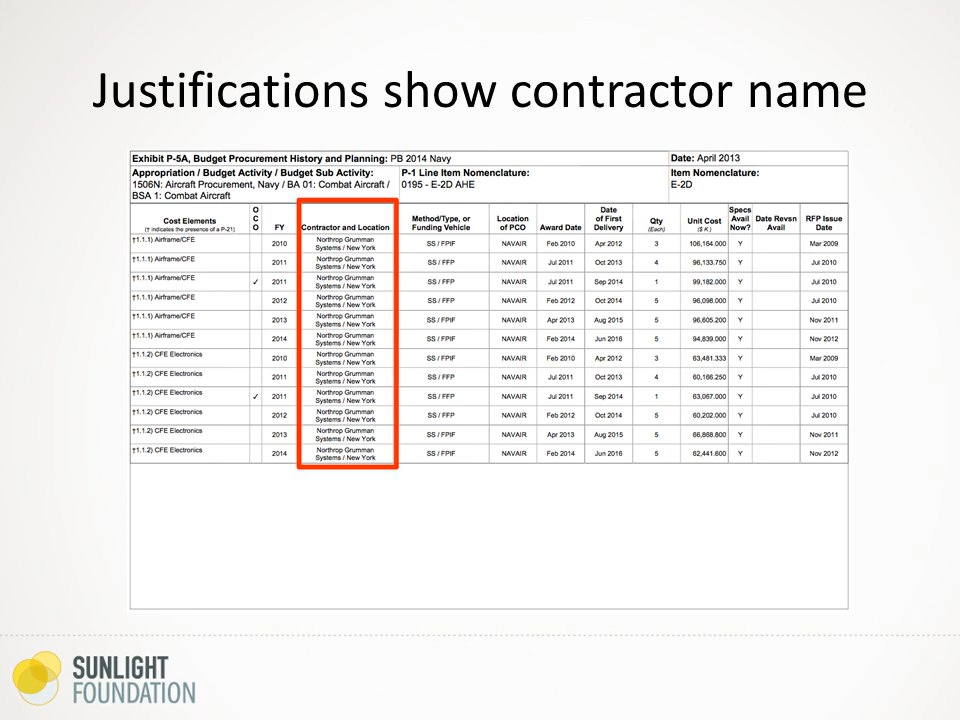 Justifications show contractor name
Exhibit P-5A, Budget Procurement History and Planning: PB 2014 Navy Date: April 2013
Appropriation / Budget Activity / Budget Sub Activity: P-1 Line Item Nomenclature: Item Nomenclature:
1506N: Aircraft Procurement, Navy / BA 01: Combat Aircraft / 0195 - E-2D AHE E-2D
BSA 1: Combat Aircraft
Cost Elements
(† indicates the presence of a P-21)
O
C
O
FY
Contractor and Location
Method/Type, or
Funding Vehicle
Location
of PCO
Award Date
Date
of First
Delivery
Qty
(Each)
Unit Cost
($ K)
Specs
Avail
Now?
Date Revsn
Avail
RFP Issue
Date
†1.1.1) Airframe/CFE 2010 Northrop Grumman
Systems / New York SS / FPIF NAVAIR Feb 2010 Apr 2012 3 106,164.000 Y Mar 2009
†1.1.1) Airframe/CFE 2011 Northrop Grumman
Systems / New York SS / FFP NAVAIR Jul 2011 Oct 2013 4 96,133.750 Y Jul 2010
†1.1.1) Airframe/CFE ✓ 2011 Northrop Grumman
Systems / New York SS / FFP NAVAIR Jul 2011 Sep 2014 1 99,182.000 Y Jul 2010
†1.1.1) Airframe/CFE 2012 Northrop Grumman
Systems / New York SS / FFP NAVAIR Feb 2012 Oct 2014 5 96,098.000 Y Jul 2010
†1.1.1) Airframe/CFE 2013 Northrop Grumman
Systems / New York SS / FPIF NAVAIR Apr 2013 Aug 2015 5 96,605.200 Y Nov 2011
†1.1.1) Airframe/CFE 2014 Northrop Grumman
Systems / New York SS / FPIF NAVAIR Feb 2014 Jun 2016 5 94,839.000 Y Nov 2012
†1.1.2) CFE Electronics 2010 Northrop Grumman
Systems / New York SS / FPIF NAVAIR Feb 2010 Apr 2012 3 63,481.333 Y Mar 2009
†1.1.2) CFE Electronics 2011 Northrop Grumman
Systems / New York SS / FFP NAVAIR Jul 2011 Oct 2013 4 60,166.250 Y Jul 2010
†1.1.2) CFE Electronics ✓ 2011 Northrop Grumman
Systems / New York SS / FFP NAVAIR Jul 2011 Sep 2014 1 63,067.000 Y Jul 2010
†1.1.2) CFE Electronics 2012 Northrop Grumman
Systems / New York SS / FFP NAVAIR Feb 2012 Oct 2014 5 60,202.000 Y Jul 2010
†1.1.2) CFE Electronics 2013 Northrop Grumman
Systems / New York SS / FPIF NAVAIR Apr 2013 Aug 2015 5 66,868.800 Y Nov 2011
†1.1.2) CFE Electronics 2014 Northrop Grumman
Systems / New York SS / FPIF NAVAIR Feb 2014 Jun 2016 5 62,441.600 Y Nov 2012
SUNLIGHT
FOUNDATION